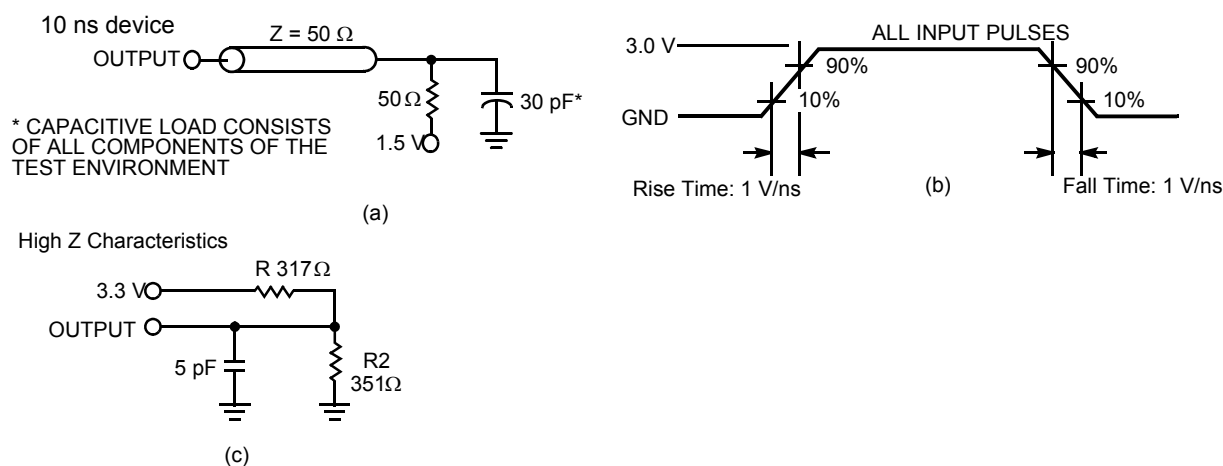 10 ns device
Z = 50 Ω
OUTPUT
50Ω
30 pF*
1.5 V
* CAPACITIVE LOAD CONSISTS
OF ALL COMPONENTS OF THE
TEST ENVIRONMENT
(a)
ALL INPUT PULSES
3.0 V
90%
10%
GND
90%
10%
Rise Time: 1 V/ns
(b)
Fall Time: 1 V/ns
High Z Characteristics
R 317Ω
3.3 V
OUTPUT
5 pF
R2
351Ω
(c)